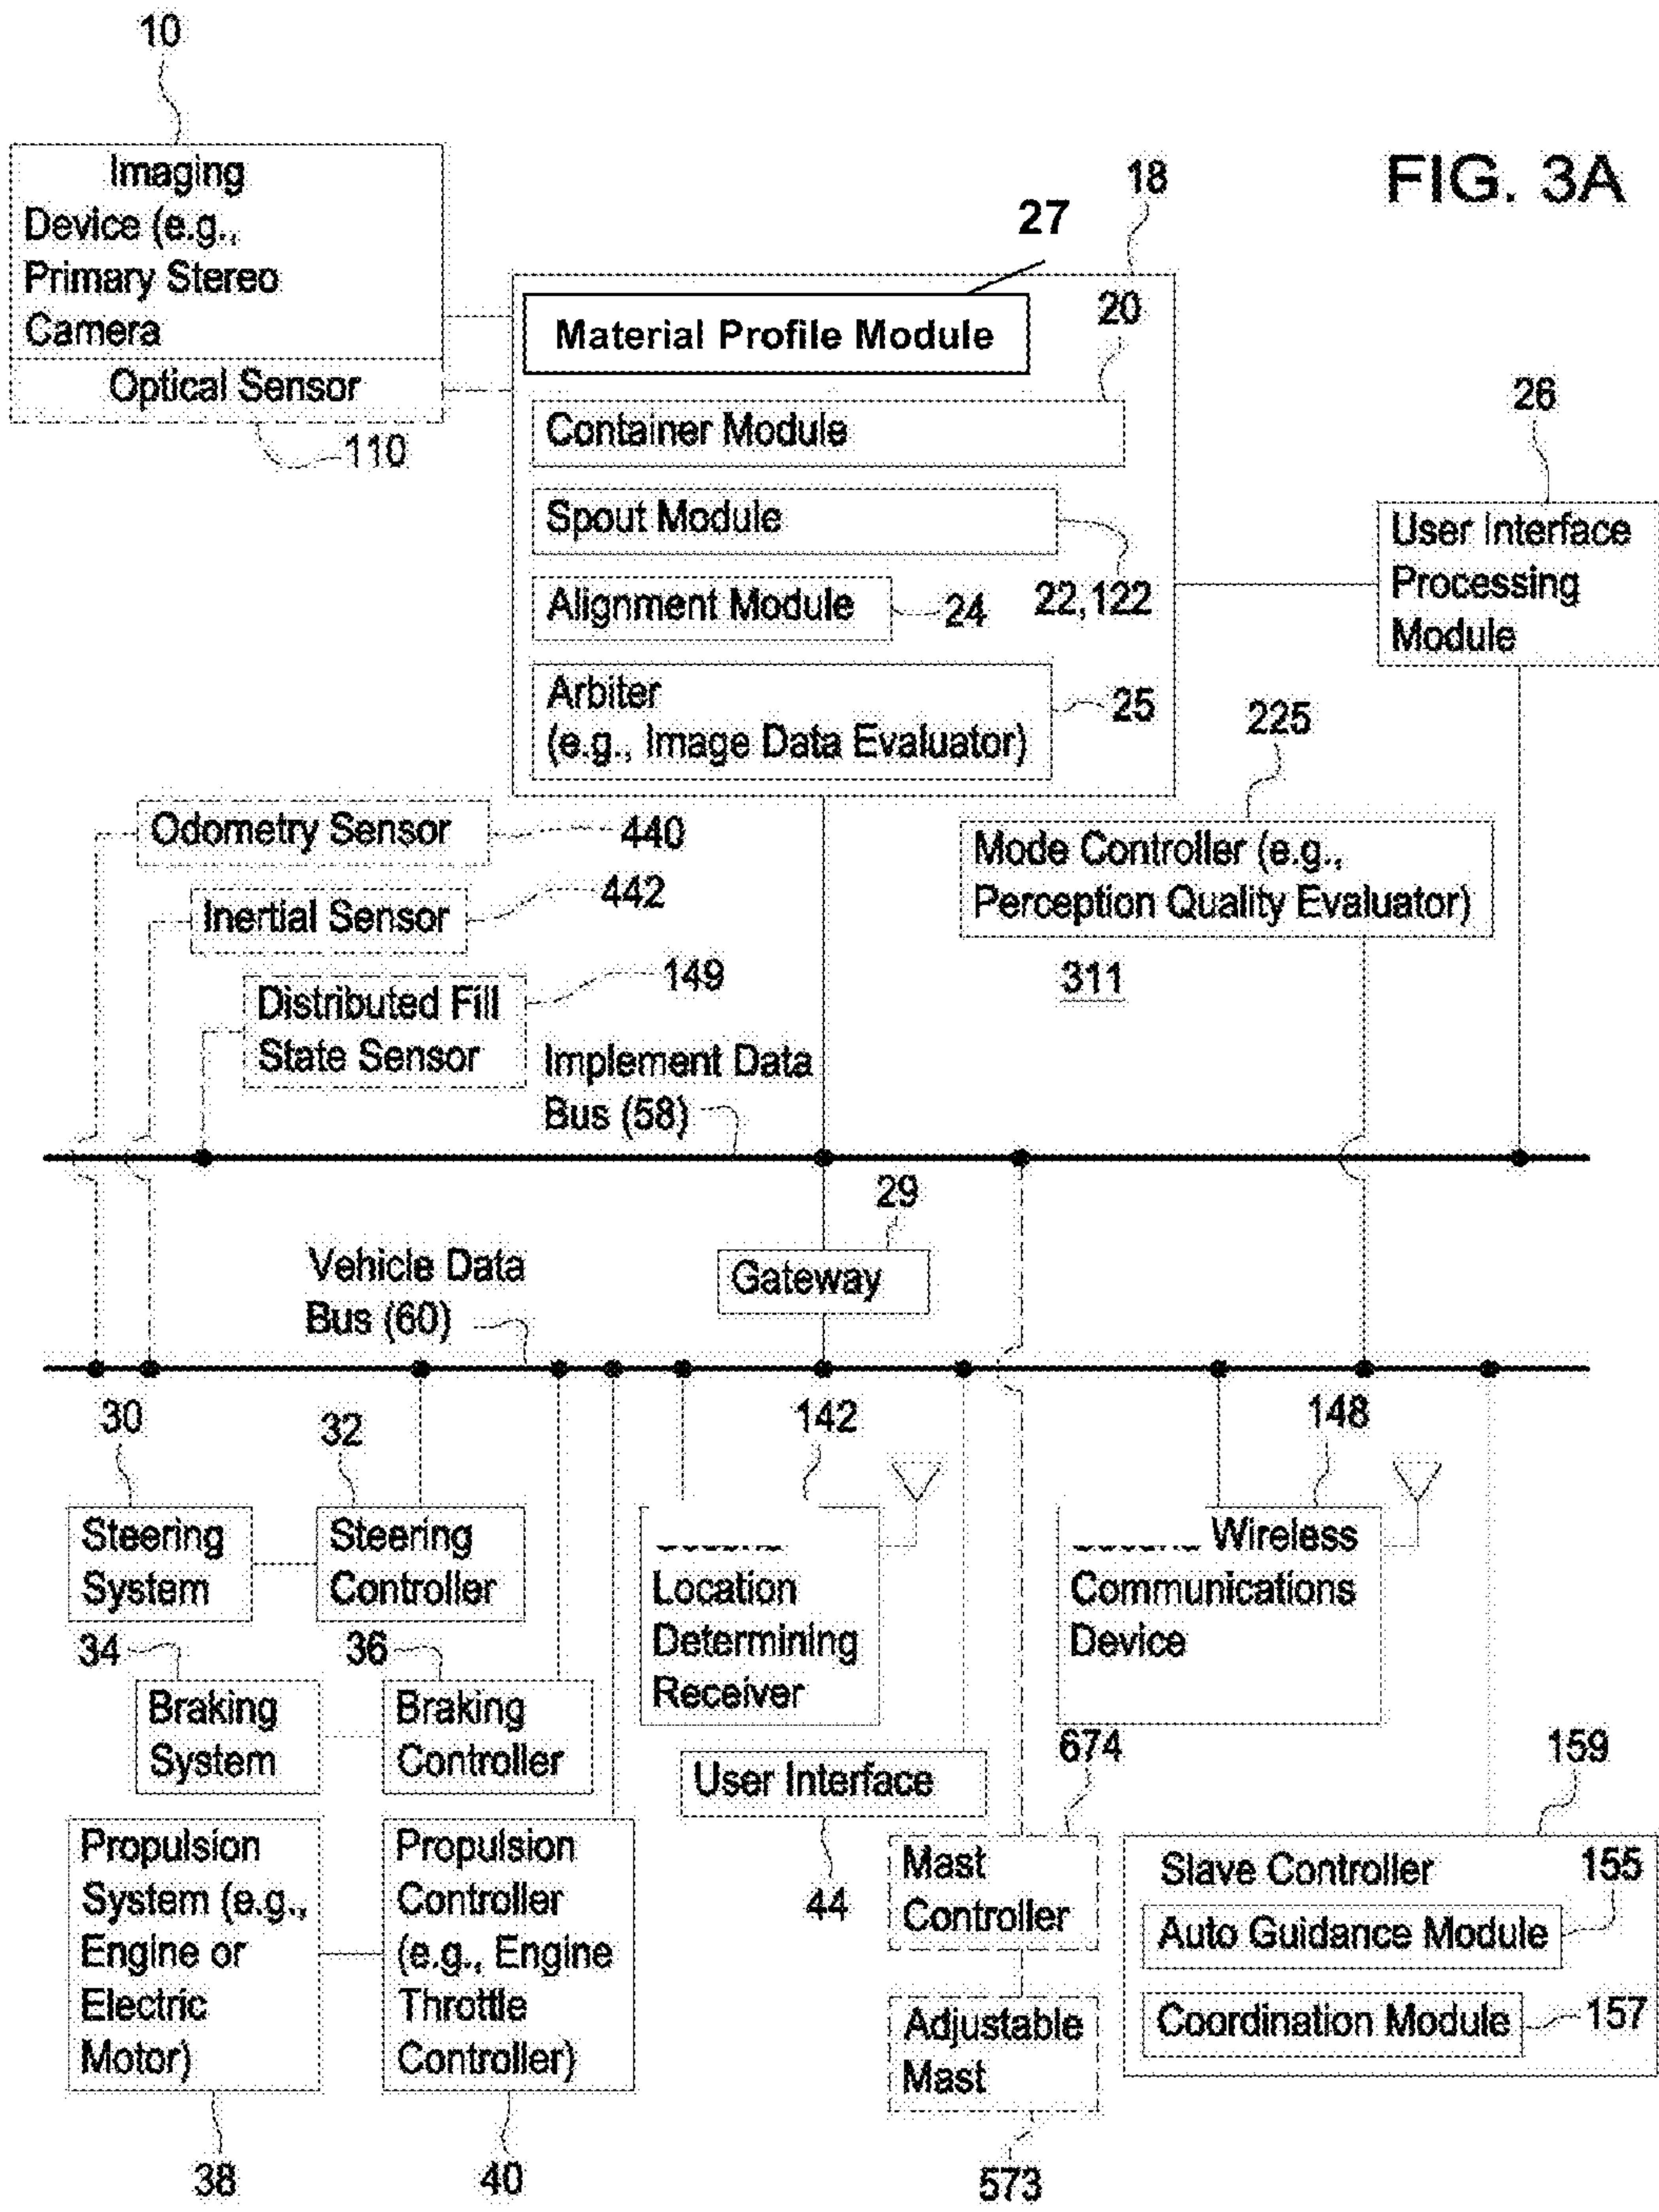 10
FIG. 3A
Imaging
Device (e.g.,
Primary Stereo
Camera
Optical Sensor
110
18
27
20
Material Profile Module
Container Module
Spout Module
22,122
Alignment Module
24
Arbiter
(e.g., Image Data Evaluator)
25
26
User Interface
Processing
Module
225
Mode Controller (e.g.,
Perception Quality Evaluator)
311
Odometry Sensor
440
Inertial Sensor
442
Distributed Fill
State Sensor
149
Implement Data
Bus (58)
29
Gateway
Vehicle Data
Bus (60)
30
32
142
148
Steering
System
Steering
Controller
Location
Determining
Receiver
Wireless
Communications
Device
34
36
Braking
System
Braking
Controller
User Interface
44
674
159
Propulsion
System (e.g.,
Engine or
Electric
Motor)
Propulsion
Controller
(e.g., Engine
Throttle
Controller)
Mast
Controller
Adjustable
Mast
Slave Controller
155
Auto Guidance Module
Coordination Module
157
38
40
573